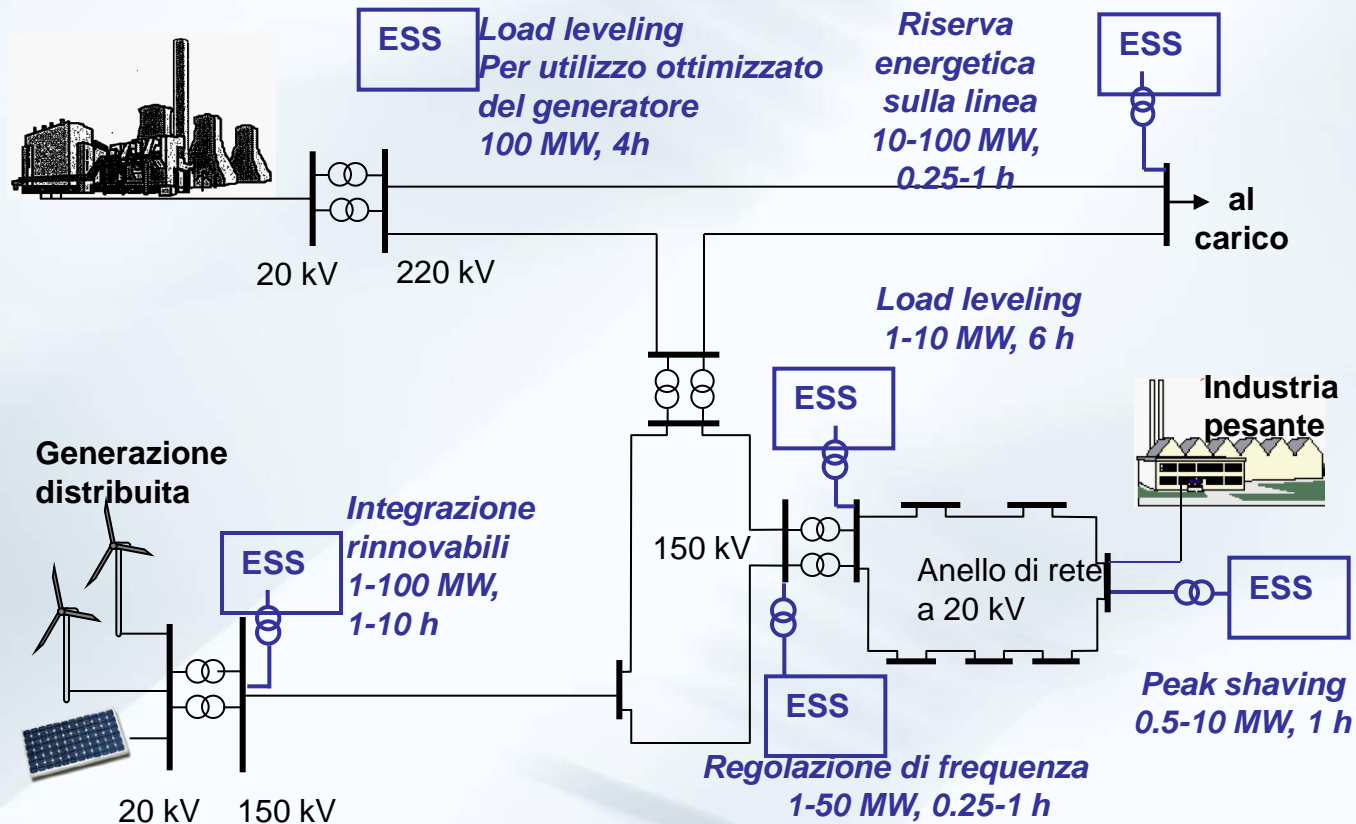 ESS
Load leveling
Per utilizzo ottimizzato
del generatore
100 MW, 4h
Riserva
energetica
sulla linea
10-100 MW,
0.25-1 h
ESS
al
carico
20 kV
220 kV
Load leveling
1-10 MW, 6 h
ESS
Industria
pesante
Generazione
distribuita
Integrazione
rinnovabili
1-100 MW,
1-10 h
ESS
150 kV
Anello di rete
a 20 kV
ESS
Peak shaving
0.5-10 MW, 1 h
ESS
Regolazione di frequenza
1-50 MW, 0.25-1 h
20 kV
150 kV